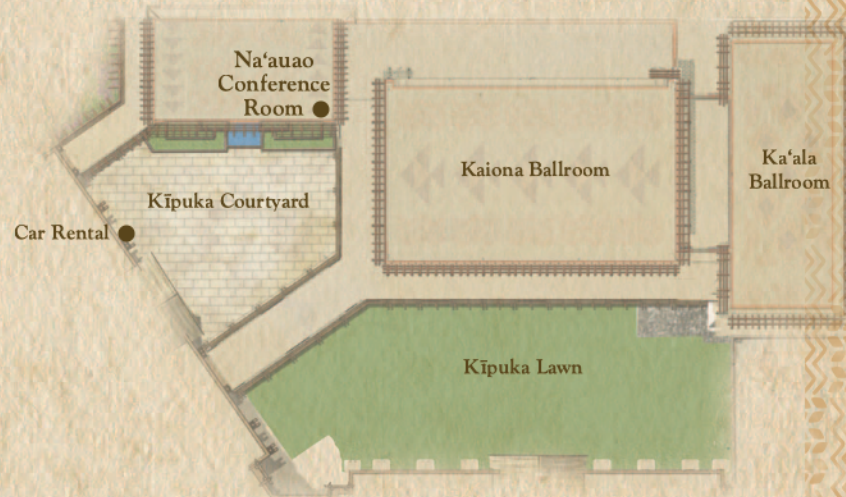 Naʻauao
Conference
Room
Kaiona Ballroom
Kaʻala
Ballroom
Kīpuka Courtyard
Car Rental
Kīpuka Lawn